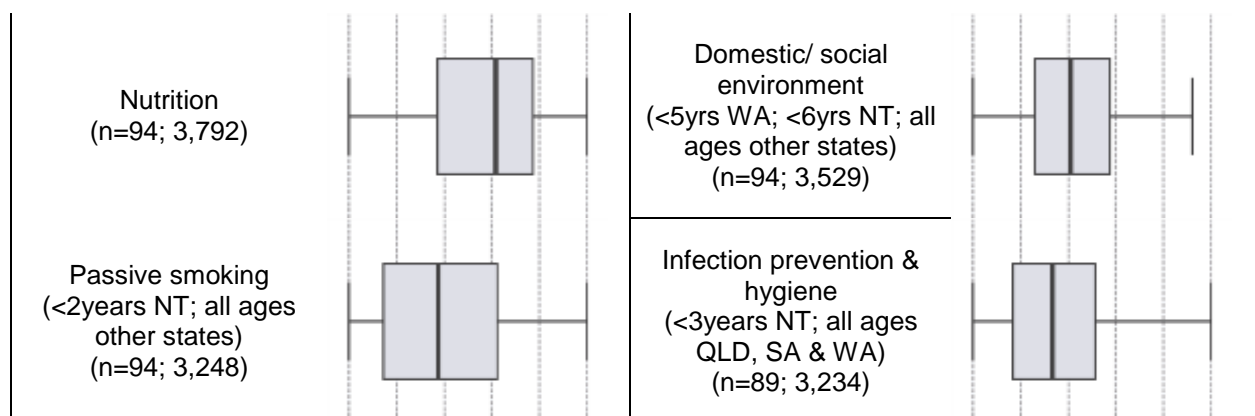 Nutrition
(n=94; 3,792)
Domestic/ social
environment
(<5yrs WA; <6yrs NT; all
ages other states)
(n=94; 3,529)
Passive smoking
(<2years NT; all ages
other states)
(n=94; 3,248)
Infection prevention &
hygiene
(<3years NT; all ages
QLD, SA & WA)
(n=89; 3,234)